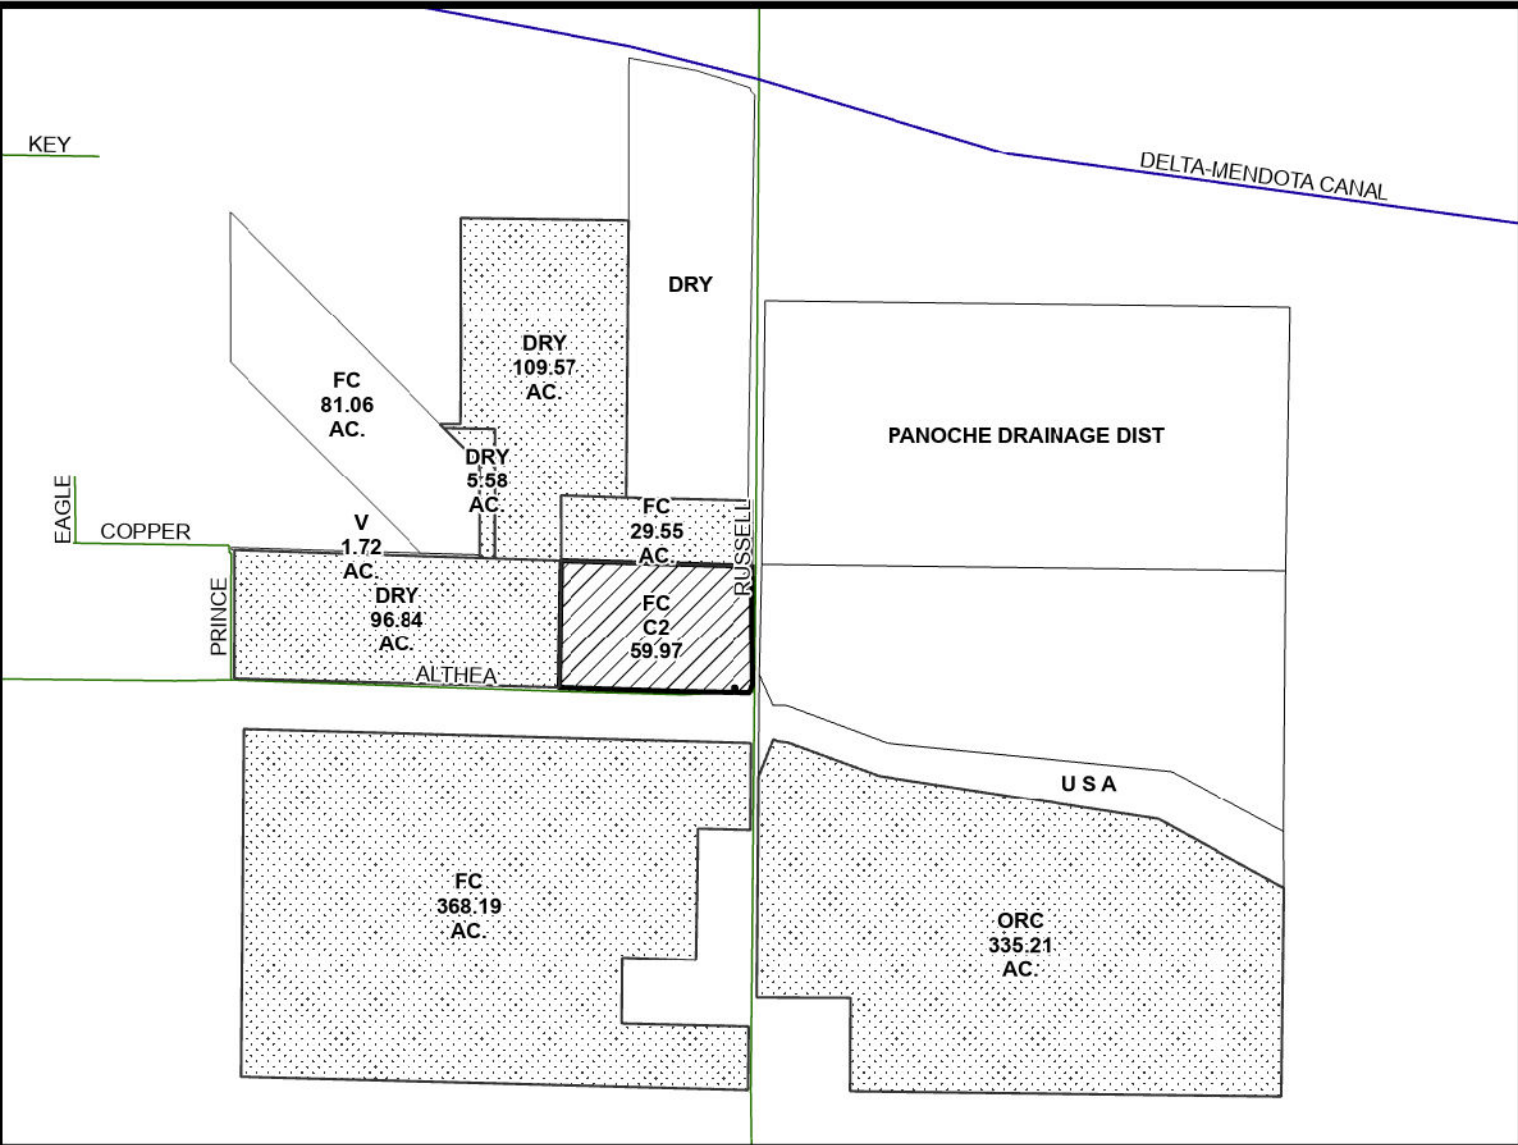 KEY
DELTA-MENDOTA CANAL
DRY
DRY
109.57
AC.
FC
81.06
AC.
PANOCHE DRAINAGE DIST
DRY
5.58
AC
EAGLE
COPPER
V
1.72
AC.
FC
29.55
AC.
RUSSELL
PRINCE
DRY
96.84
AC.
FC
C2
59.97
ALTHEA
U S A
FC
368.19
AC.
ORC
335.21
AC.